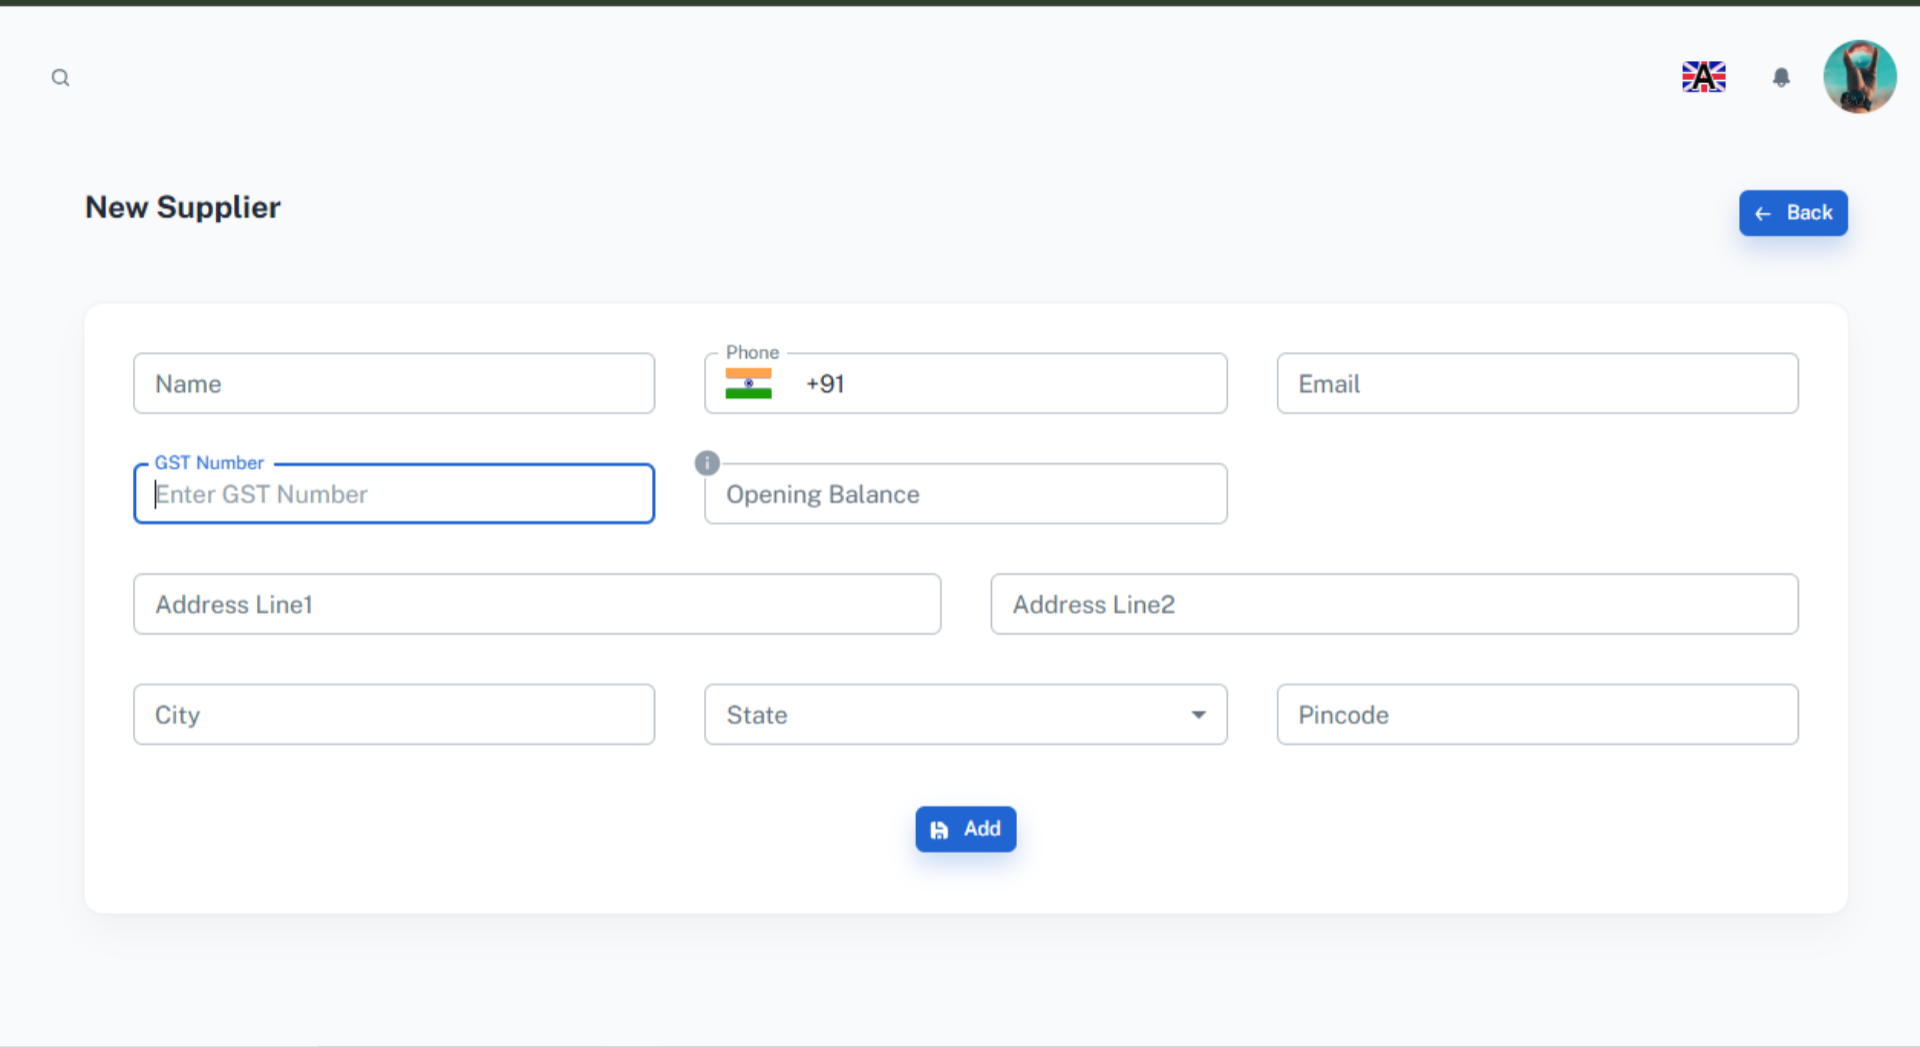 A
New Supplier
Back
Name
Phone
+91
Email
GST Number
Enter GST Number
Opening Balance
Address Line1
Address Line2
City
State
Pincode
Add